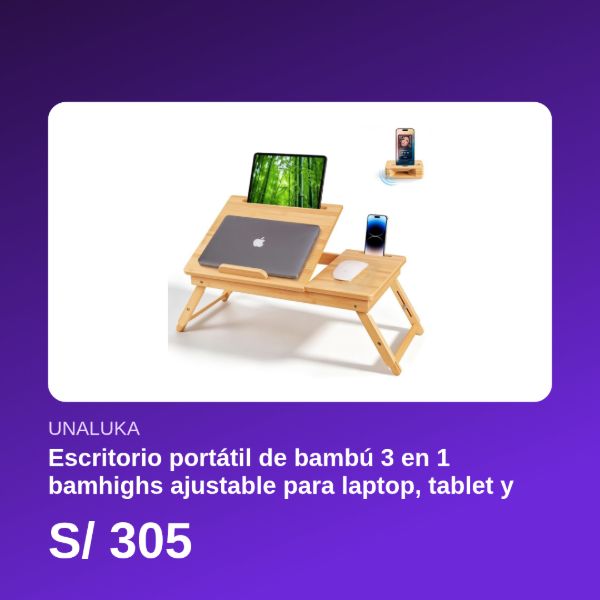 UNALUKA
Escritorio portátil de bambú 3 en 1
bamhighs ajustable para laptop, tablet y
S/ 305